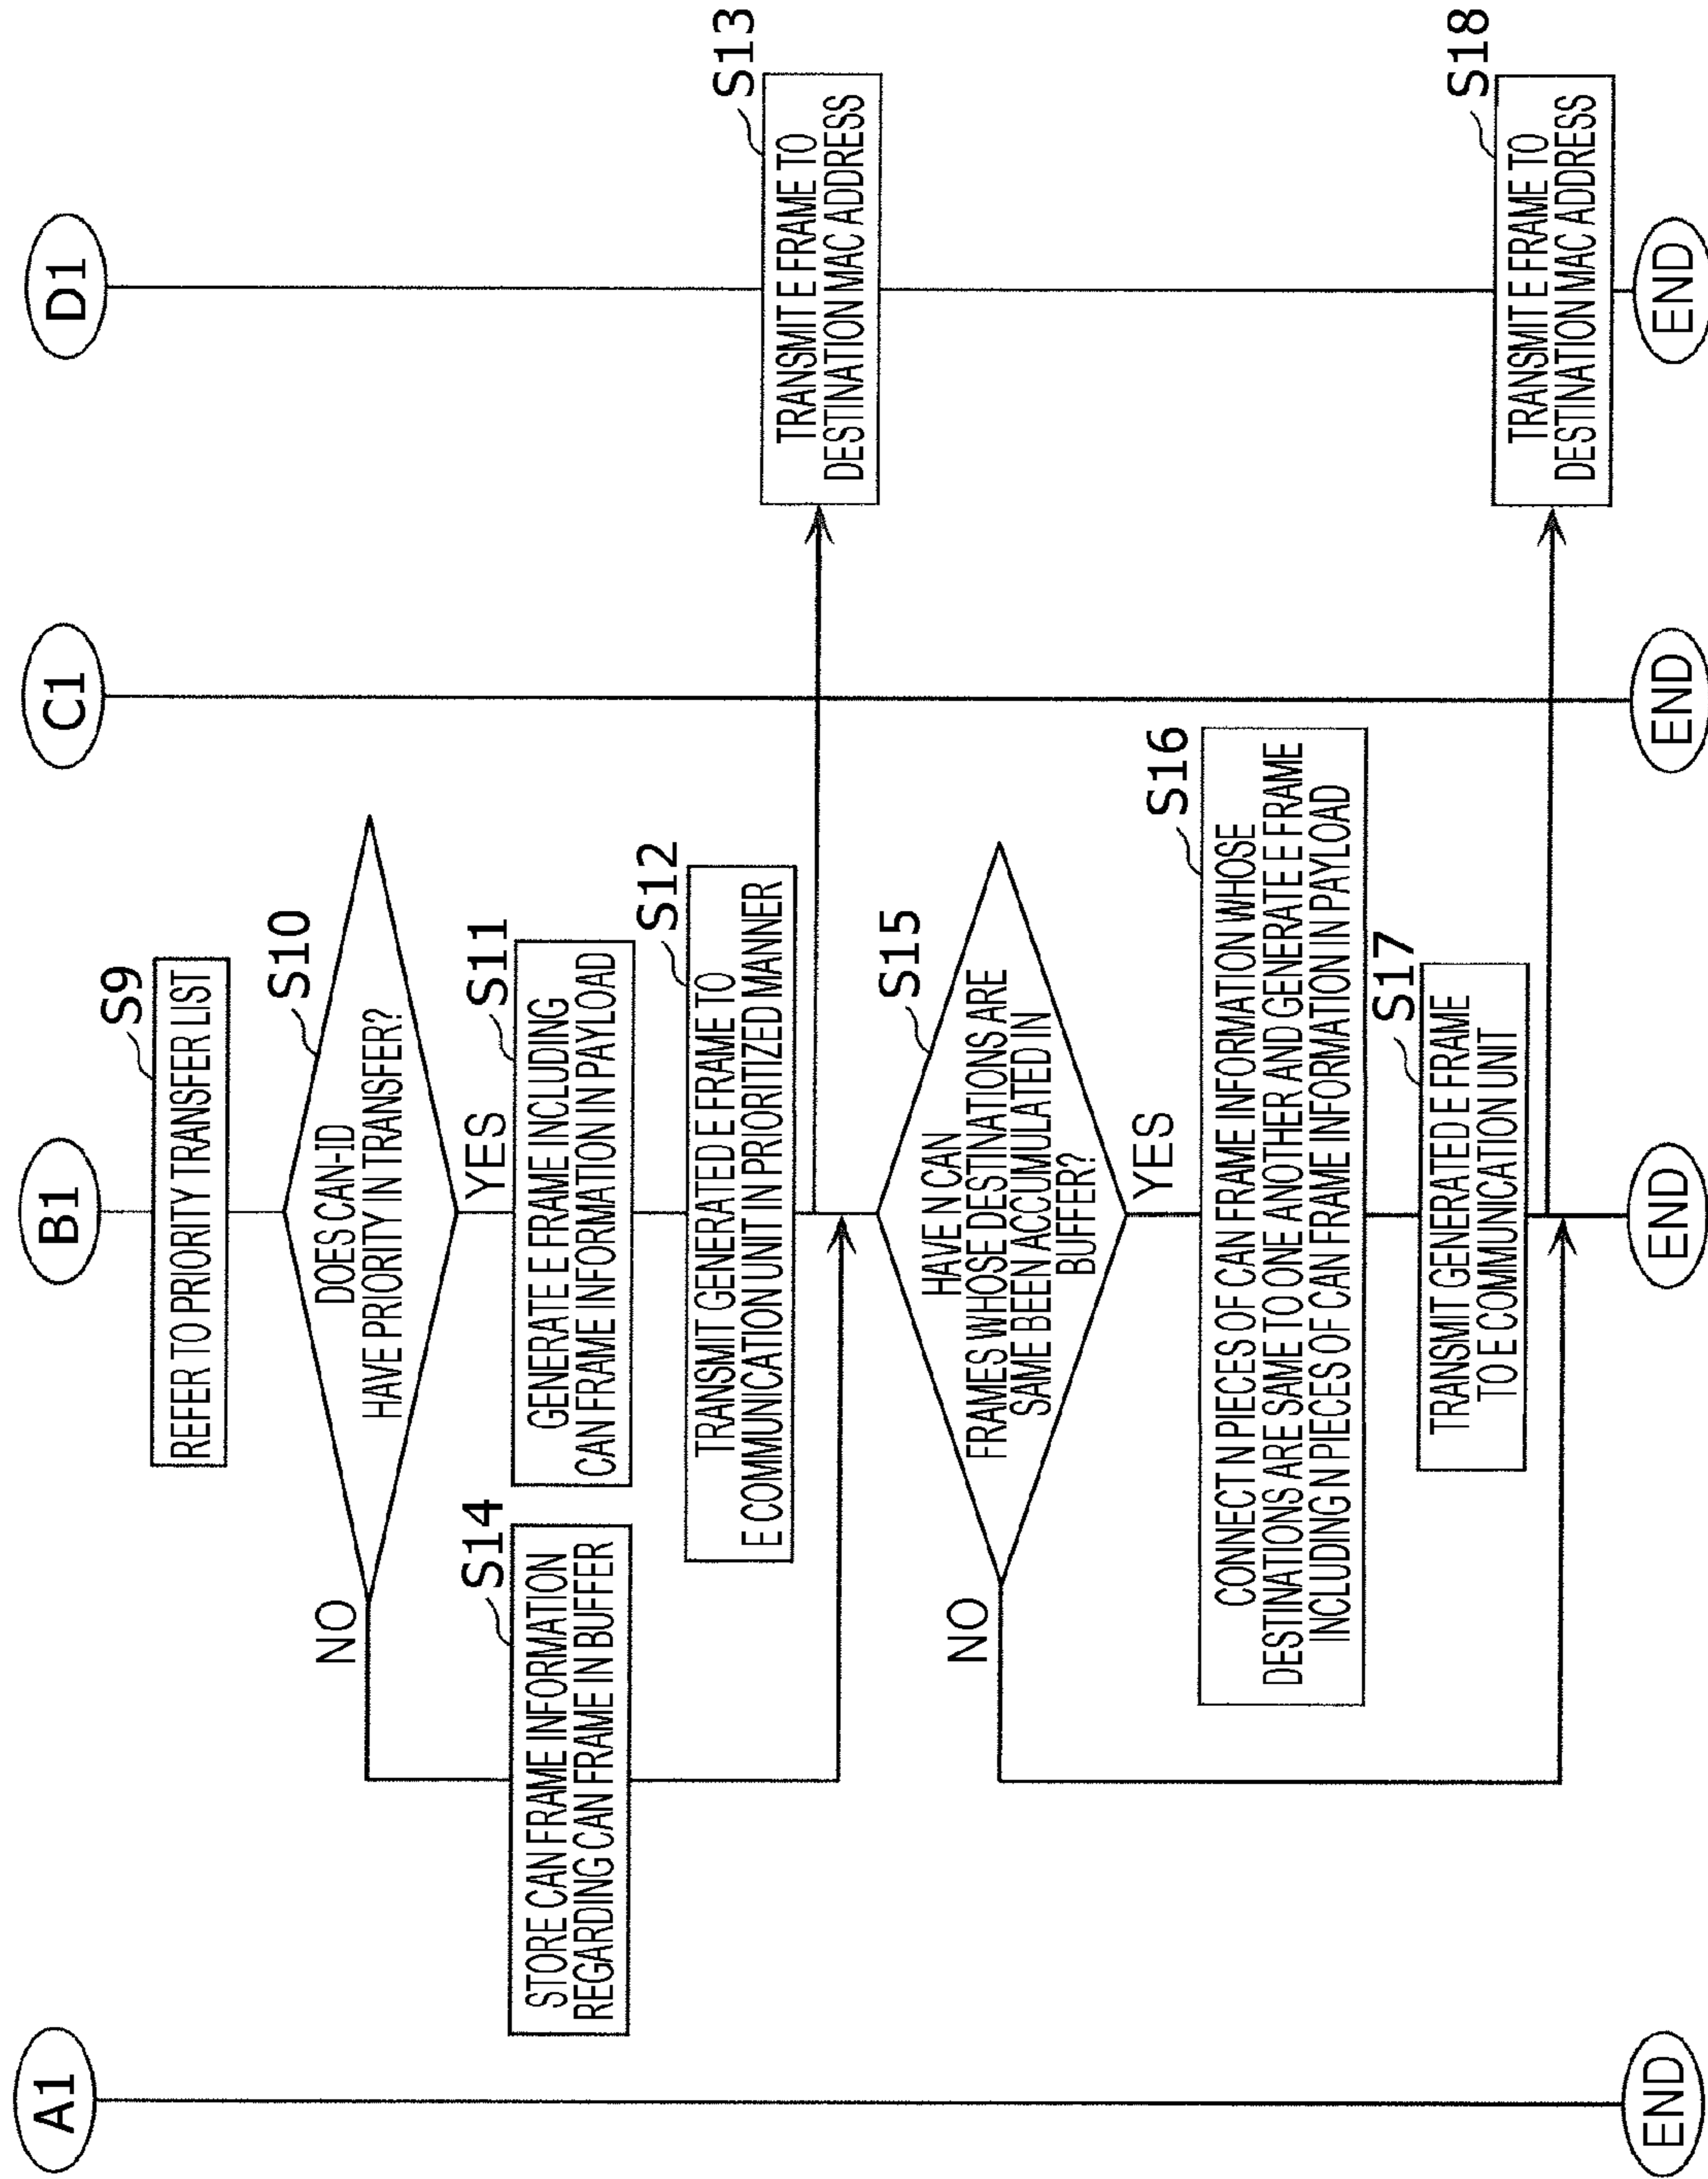 A1
B1
C1
D1
S9
REFER TO PRIORITY TRANSFER LIST
S10
DOES CAN-ID
HAVE PRIORITY IN TRANSFER?
NO
YES
S14
STORE CAN FRAME INFORMATION
REGARDING CAN FRAME IN BUFFER
S11
GENERATE E FRAME INCLUDING
CAN FRAME INFORMATION IN PAYLOAD
S12
TRANSMIT GENERATED E FRAME TO
E COMMUNICATION UNIT IN PRIORITIZED MANNER
S13
TRANSMIT E FRAME TO
DESTINATION MAC ADDRESS
S15
HAVE N CAN
FRAMES WHOSE DESTINATIONS ARE
SAME BEEN ACCUMULATED IN
BUFFER?
NO
YES
S16
CONNECT N PIECES OF CAN FRAME INFORMATION WHOSE
DESTINATIONS ARE SAME TO ONE ANOTHER AND GENERATE E FRAME
INCLUDING N PIECES OF CAN FRAME INFORMATION IN PAYLOAD
S17
TRANSMIT GENERATED E FRAME
TO E COMMUNICATION UNIT
S18
TRANSMIT E FRAME TO
DESTINATION MAC ADDRESS
END
END
END
END